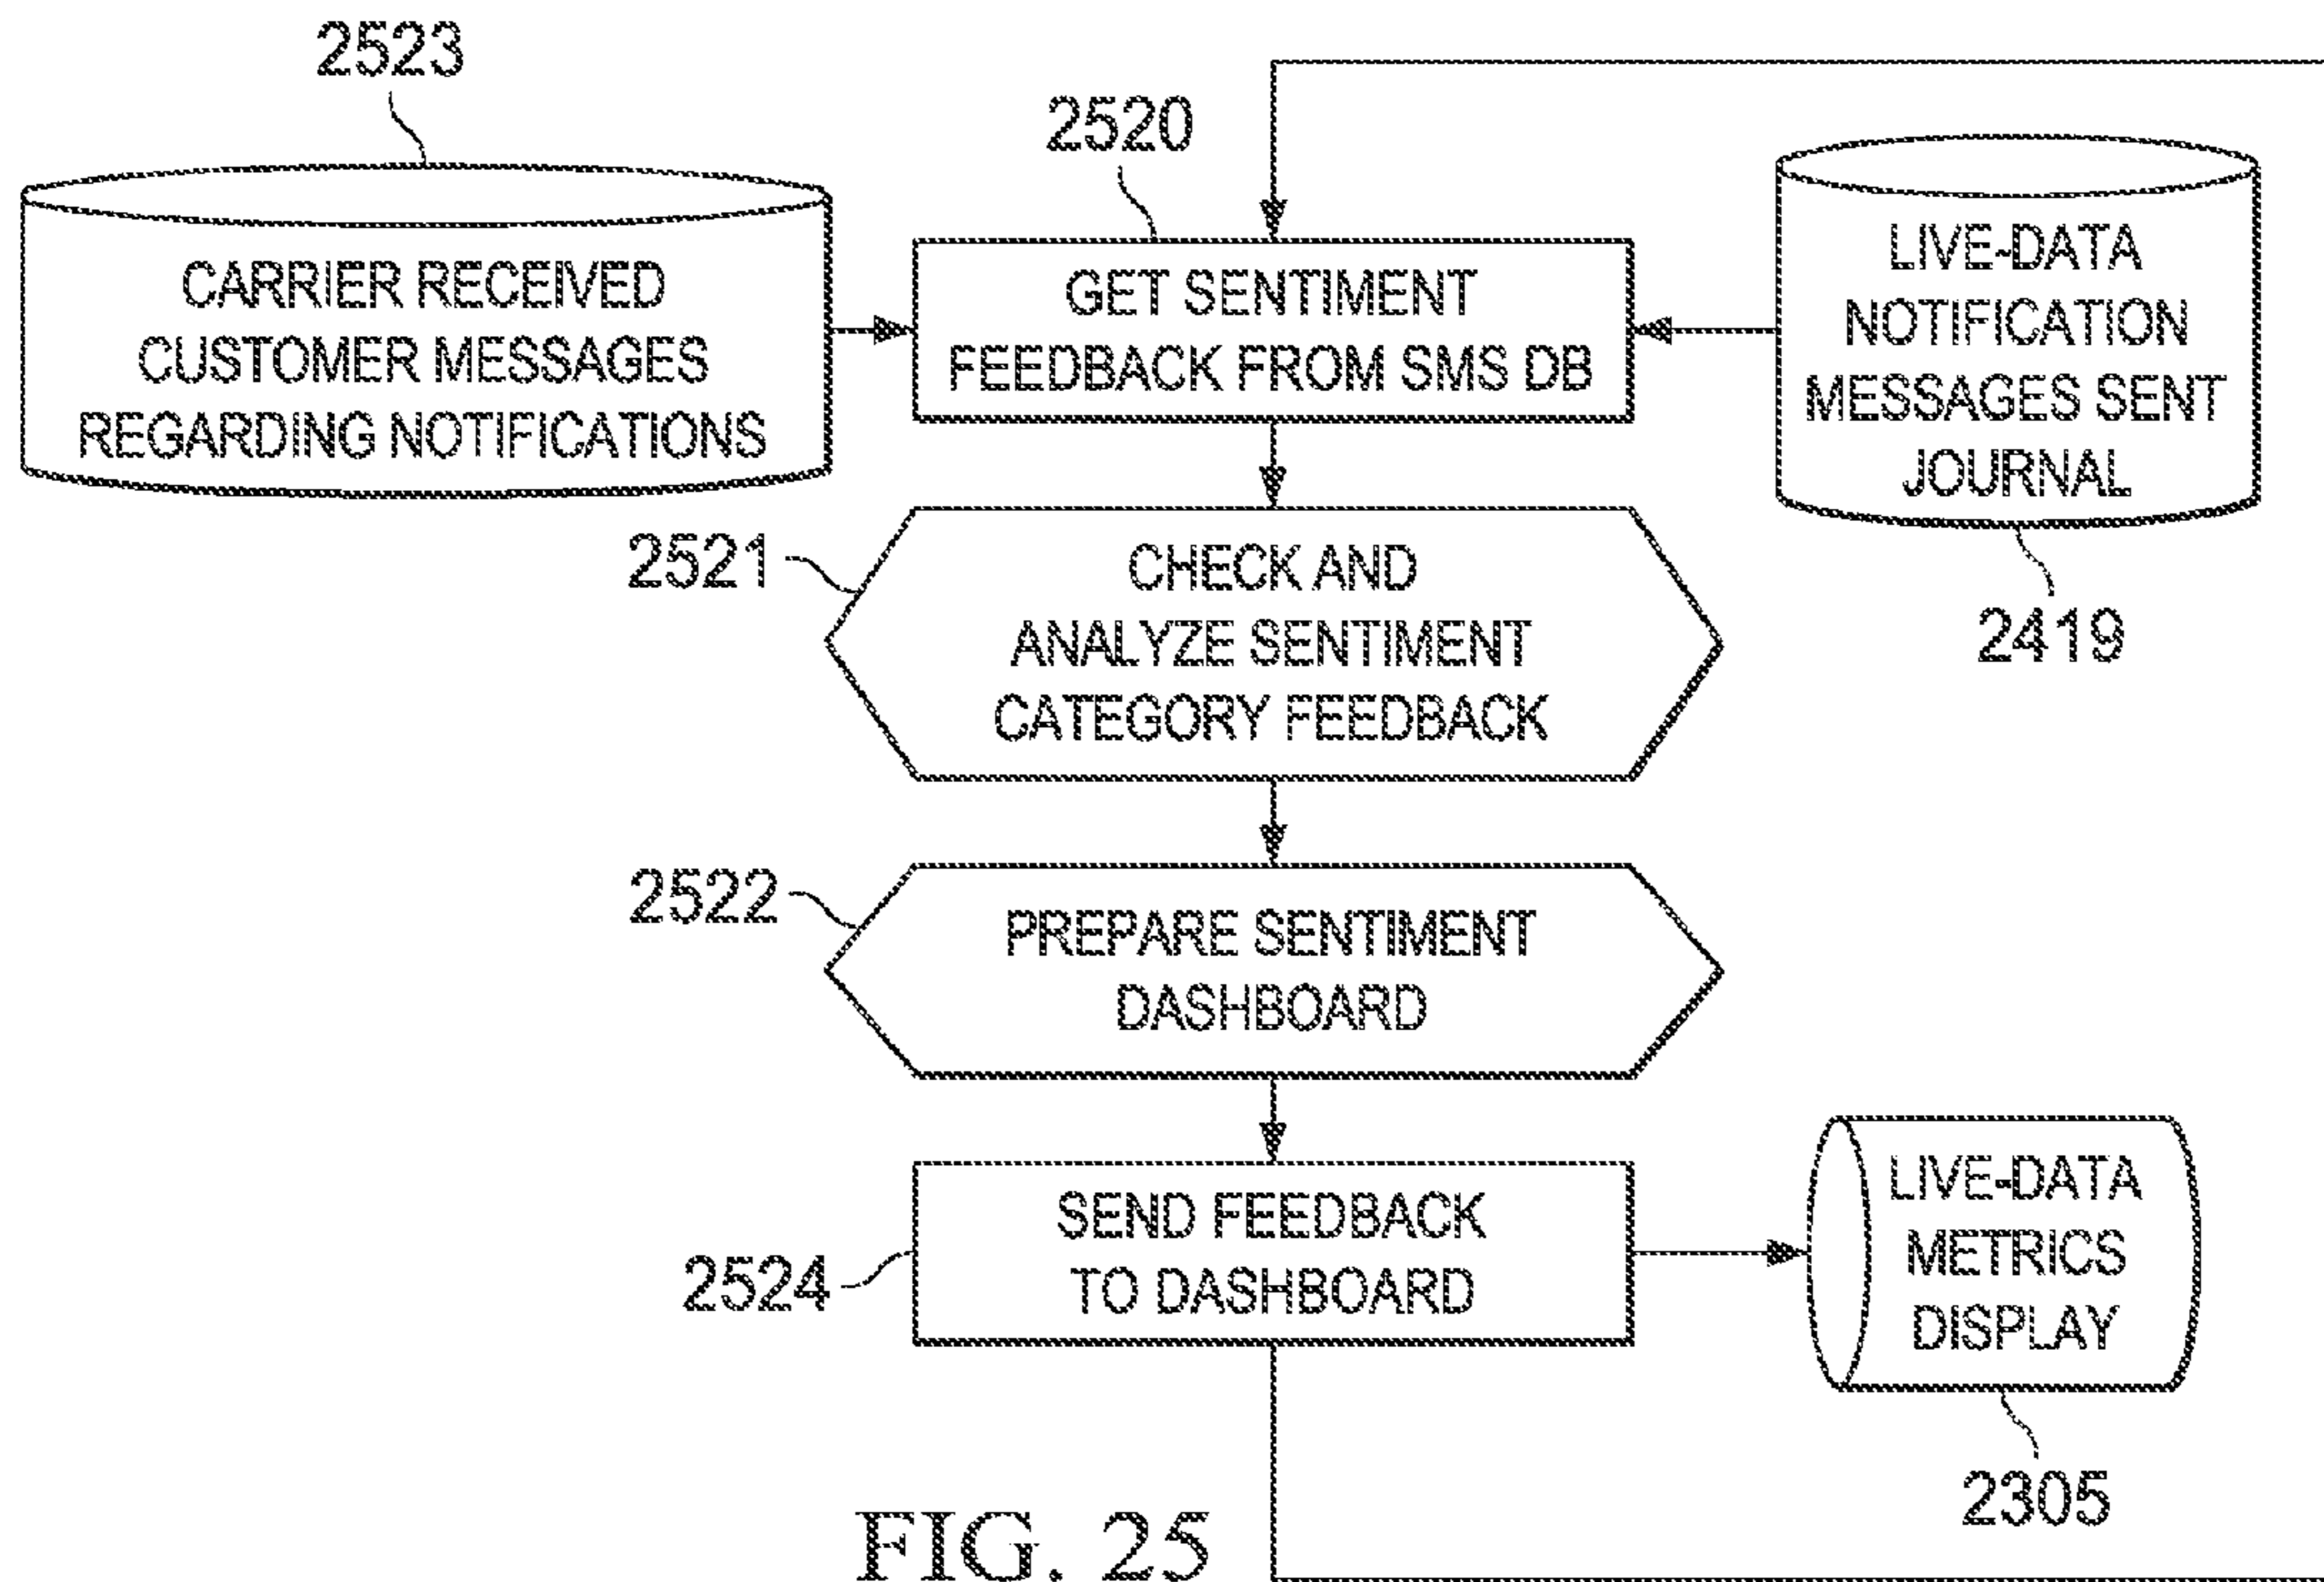 2523
2520
CARRIER RECEIVED
CUSTOMER MESSAGES
REGARDING NOTIFICATIONS
GET SENTIMENT
FEEDBACK FROM SMS DB
LIVE-DATA
NOTIFICATION
MESSAGES SENT
JOURNAL
2419
2521
CHECK AND
ANALYZE SENTIMENT
CATEGORY FEEDBACK
2522
PREPARE SENTIMENT
DASHBOARD
2524
SEND FEEDBACK
TO DASHBOARD
LIVE-DATA
METRICS
DISPLAY
2305
FIG. 25